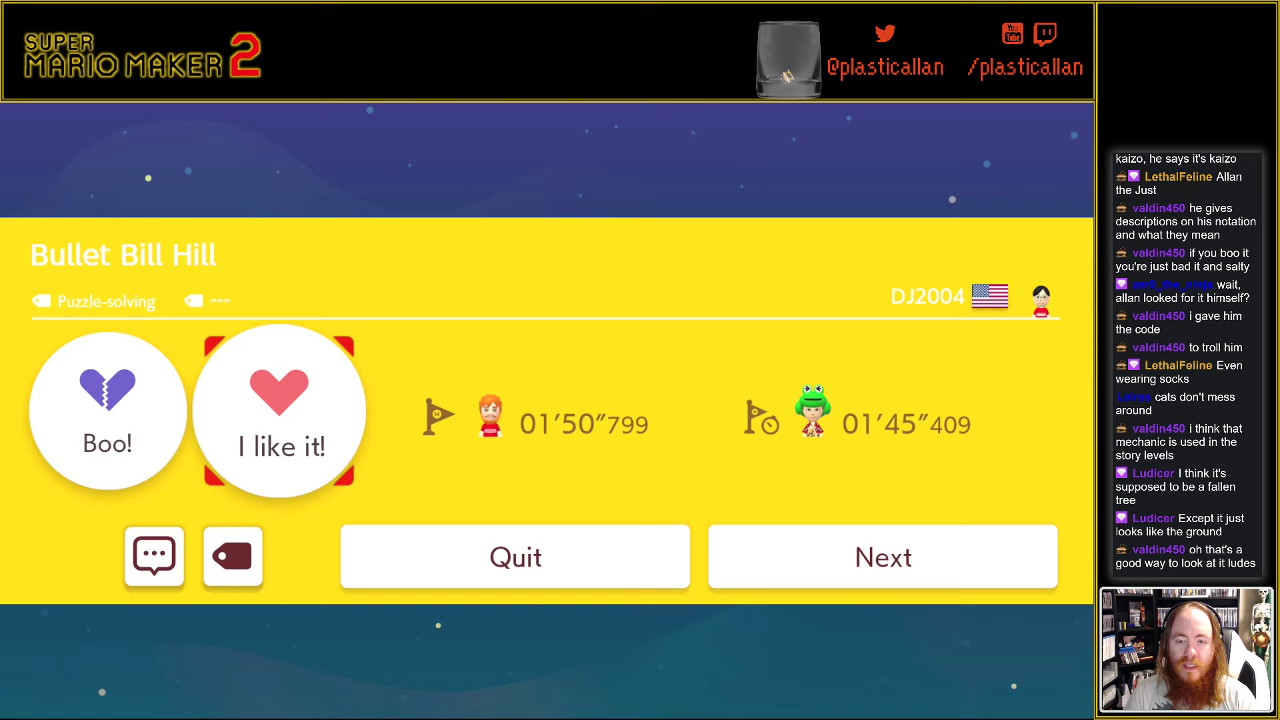 SUPER
MARIO MAKER 2
@plasticallan
You
Tube
/plasticallan
Bullet Bill Hill
Puzzle-solving
---
DJ2004
Boo!
I like it!
01'50"799
01'45"409
Quit
Next
kaizo, he says it's kaizo
LethalFeline Allan
the Just
valdin450 he gives
descriptions on his notation
and what they mean
valdin450 if you boo it
you're just bad it and salty
wait,
allan looked for it himself?
valdin450 i gave him
the code
valdin450 to troll him
LethalFeline Even
wearing socks
cats don't mess
around
valdin450 i think that
mechanic is used in the
story levels
Ludicer I think it's
supposed to be a fallen
tree
Ludicer Except it just
looks like the ground
valdin450 oh that's a
good way to look at it ludes